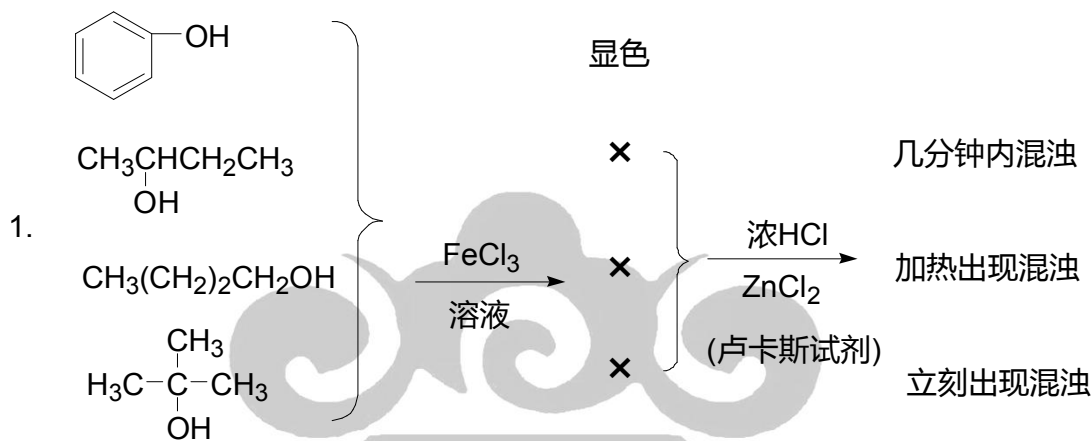 OH
显色
CH3CHCH2CH3
OH
×
几分钟内混浊
1.
CH3(CH2)2CH2OH
FeCl3
溶液
×
浓HCl
ZnCl2
(卢卡斯试剂)
加热出现混浊
CH3
H3C-C-CH3
OH
×
立刻出现混浊